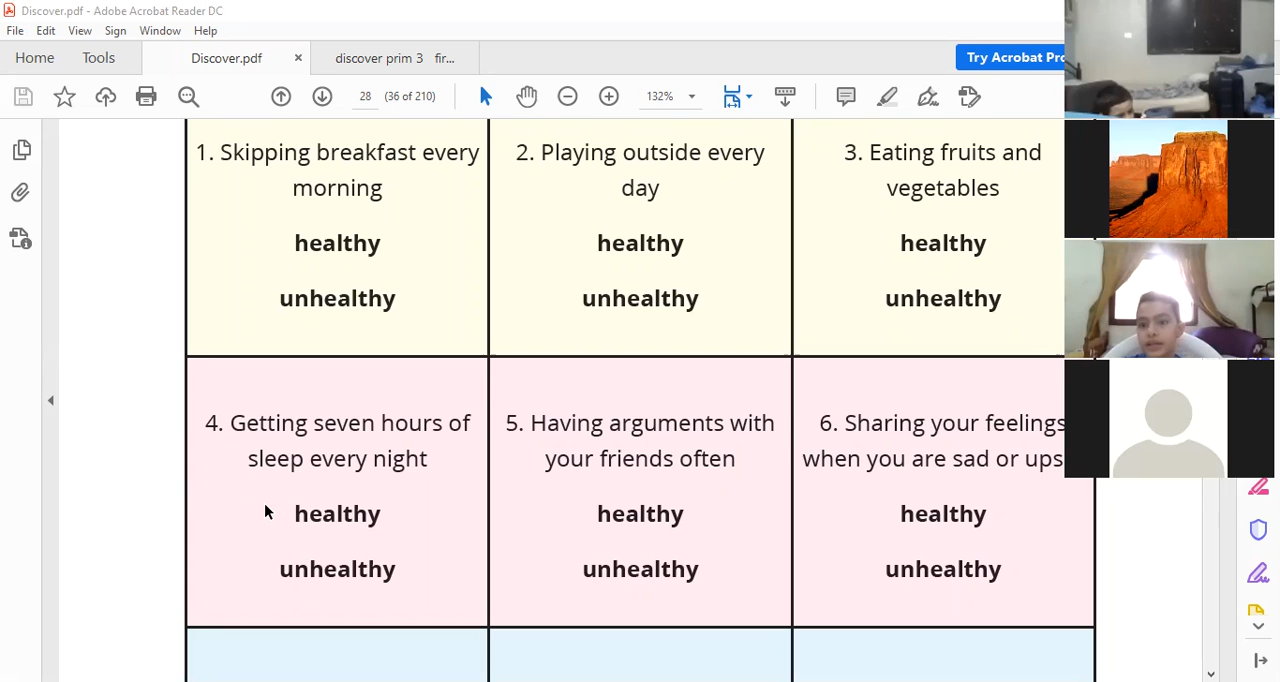 Discover.pdf - Adobe Acrobat Reader DC
File Edit View Sign Window Help
Home Tools Discover.pdf × discover prim 3 fir... Try Acrobat Pro
28 (36 of 210) 132%
1. Skipping breakfast every
morning
healthy
unhealthy
2. Playing outside every
day
healthy
unhealthy
3. Eating fruits and
vegetables
healthy
unhealthy
4. Getting seven hours of
sleep every night
healthy
unhealthy
5. Having arguments with
your friends often
healthy
unhealthy
6. Sharing your feelings
when you are sad or ups
healthy
unhealthy